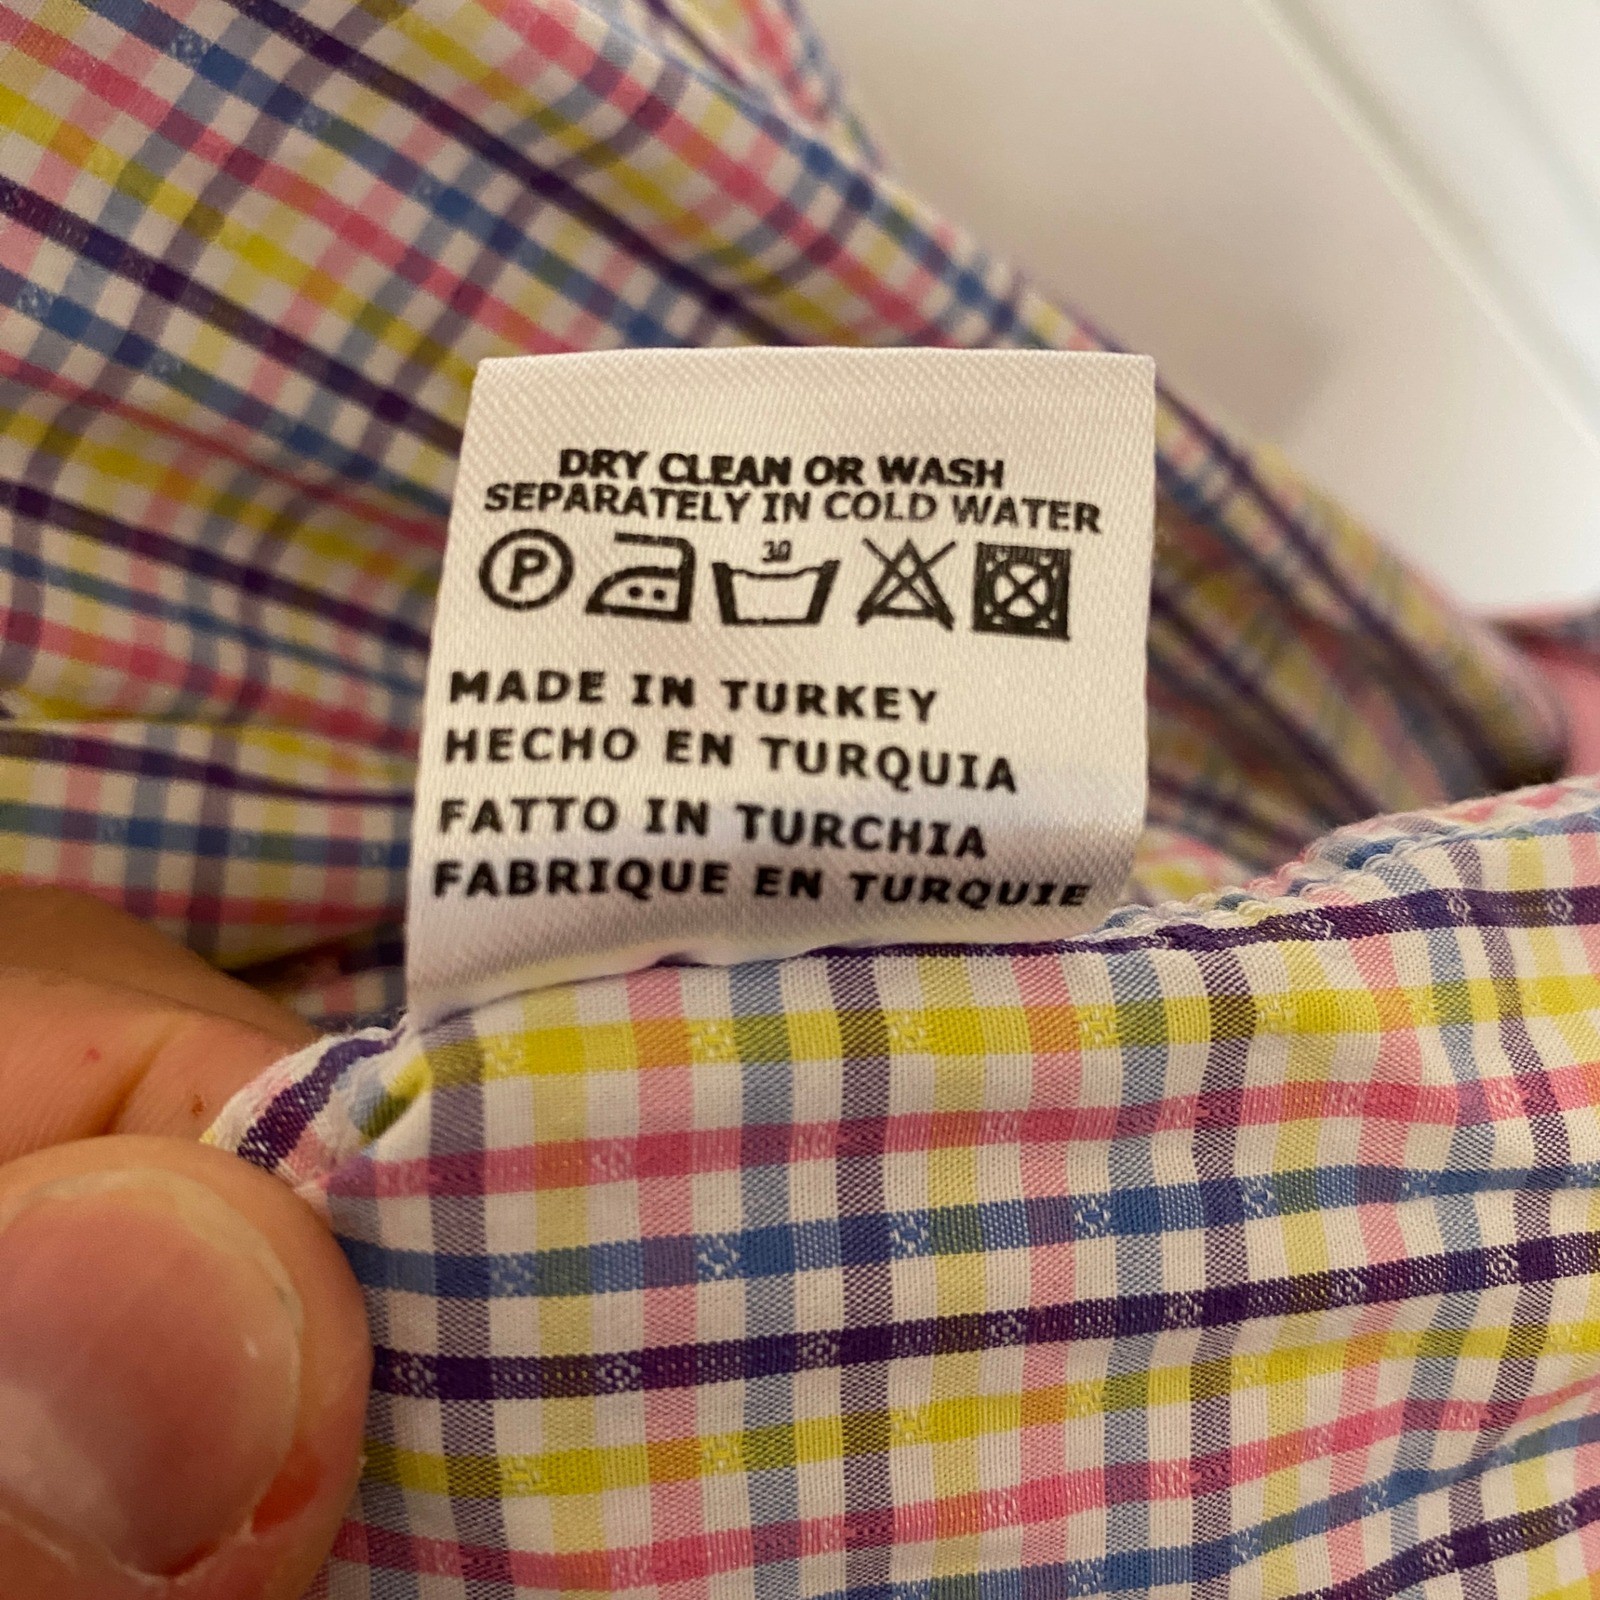 DRY CLEAN OR WASH
SEPARATELY IN COLD WATER
P 30
MADE IN TURKEY
HECHO EN TURQUIA
FATTO IN TURCHIA
FABRIQUE EN TURQUIE